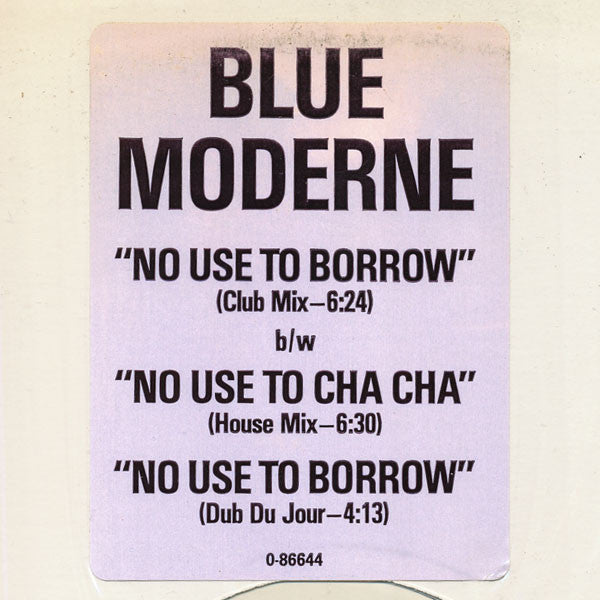 BLUE
MODERNE
"NO USE TO BORROW"
(Club Mix–6:24)
b/w
"NO USE TO CHA CHA"
(House Mix–6:30)
"NO USE TO BORROW"
(Dub Du Jour–4:13)
0-86644